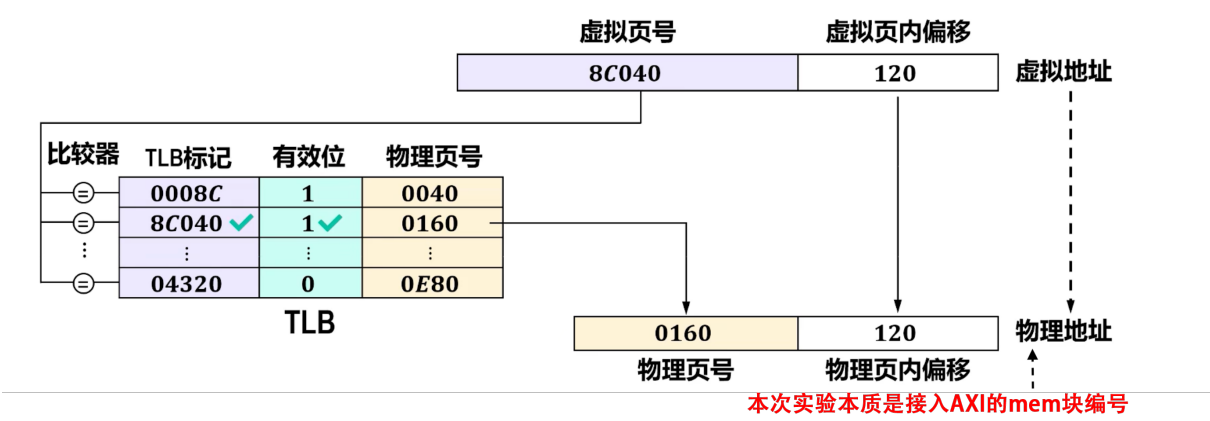 虚拟页号 虚拟页内偏移
8C040 120 虚拟地址
比较器 TLB标记 有效位 物理页号
= 0008C 1 0040
= 8C040 ✓ 1 ✓ 0160
⋮ ⋮ ⋮ ⋮
= 04320 0 0E80
TLB
0160 120 物理地址
物理页号 物理页内偏移
本次实验本质是接入AXI的mem块编号